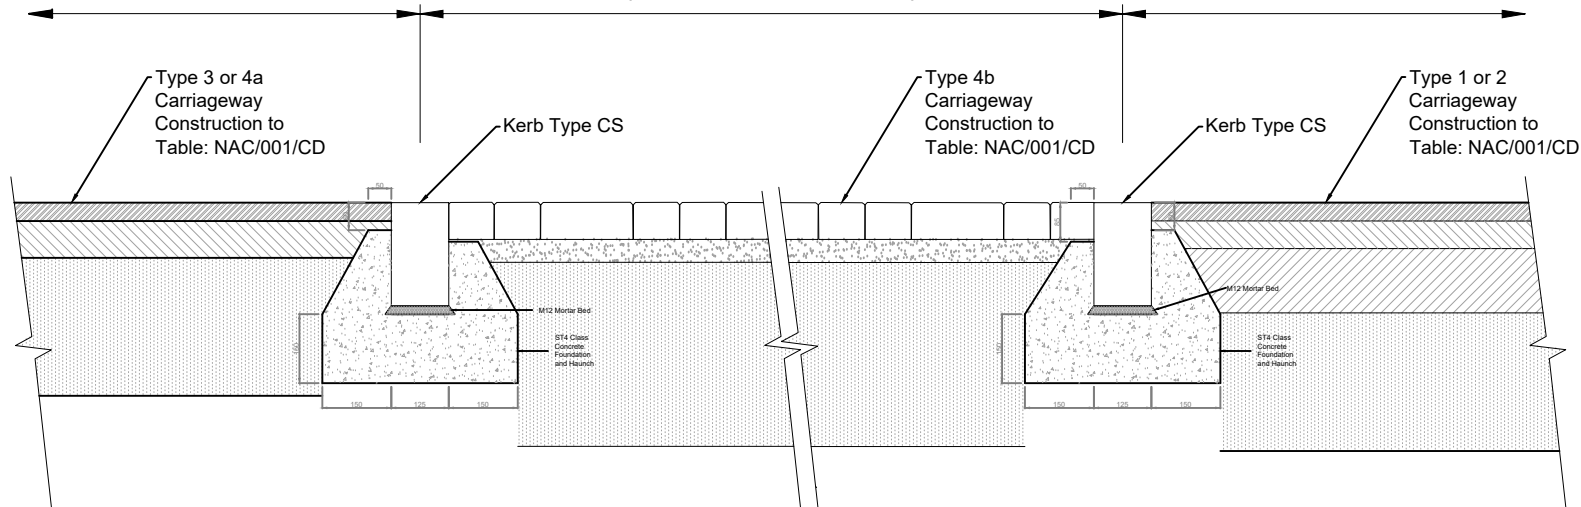 Type 3 or 4a
Carriageway
Construction to
Table: NAC/001/CD
Kerb Type CS
Type 4b
Carriageway
Construction to
Table: NAC/001/CD
Kerb Type CS
Type 1 or 2
Carriageway
Construction to
Table: NAC/001/CD
50
50
85
M12 Mortar Bed
M12 Mortar Bed
ST4 Class
Concrete
Foundation
and Haunch
ST4 Class
Concrete
Foundation
and Haunch
150
150
150
125
150
150
125
150